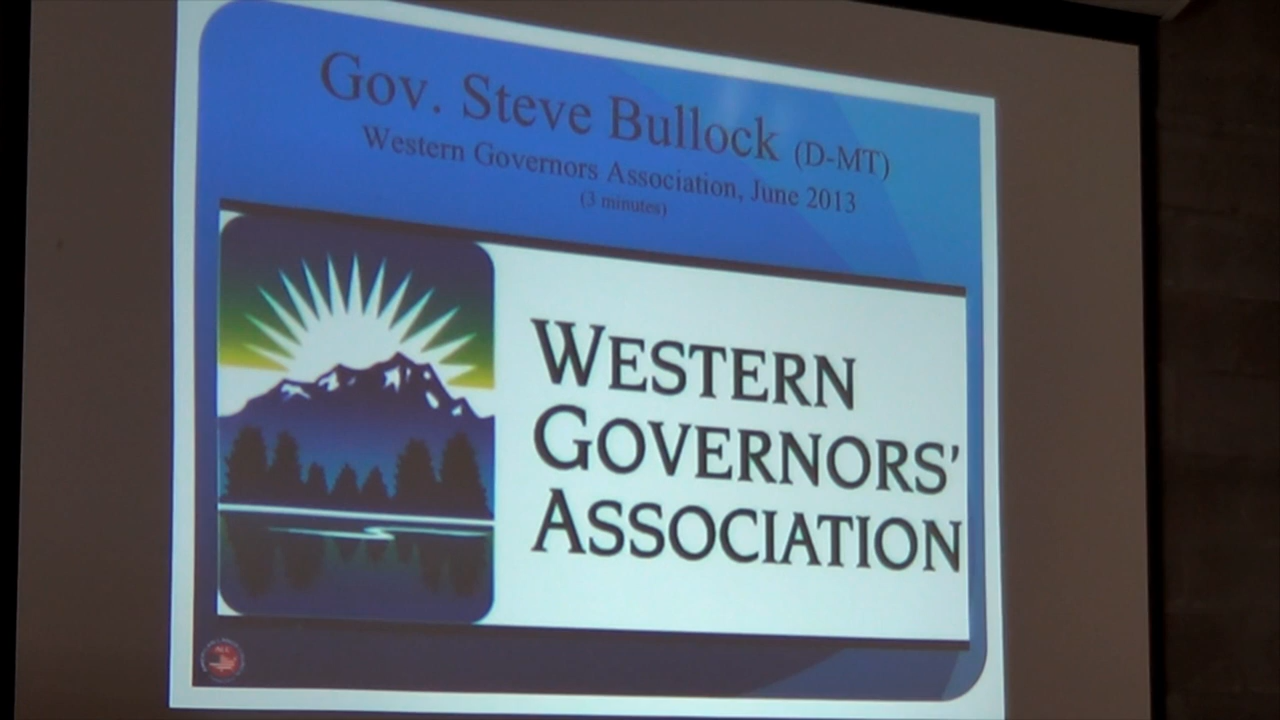 Gov. Steve Bullock (D-MT)
Western Governors Association, June 2013
(3 minutes)
WESTERN
GOVERNORS'
ASSOCIATION